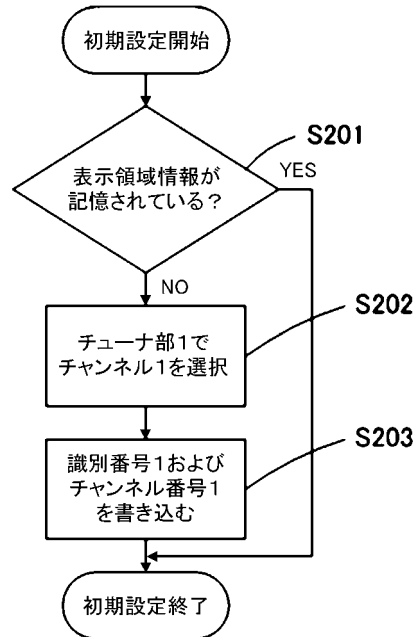 初期設定開始
S201
表示領域情報が
記憶されている?
YES
NO
S202
チューナ部1で
チャンネル1を選択
S203
識別番号1および
チャンネル番号1
を書き込む
初期設定終了